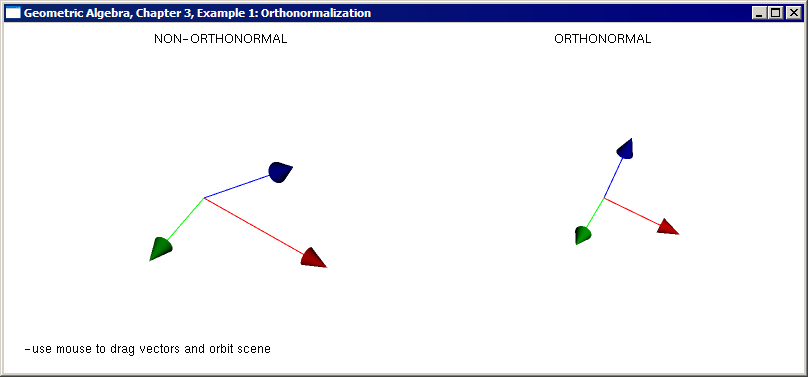 Geometric Algebra, Chapter 3, Example 1: Orthonormalization
NON-ORTHONORMAL
ORTHONORMAL
-use mouse to drag vectors and orbit scene